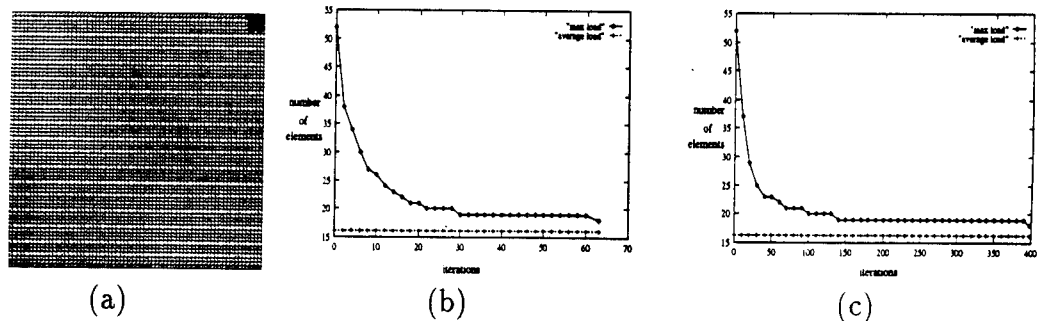 (a)
55
50
45
40
35
30
25
20
15
number
of
elements
"max load"
"average load"
0 10 20 30 40 50 60 70
iterations
(b)
55
50
45
40
35
30
25
20
15
number
of
elements
"max load"
"average load"
0 50 100 150 200 250 300 350 400
iterations
(c)